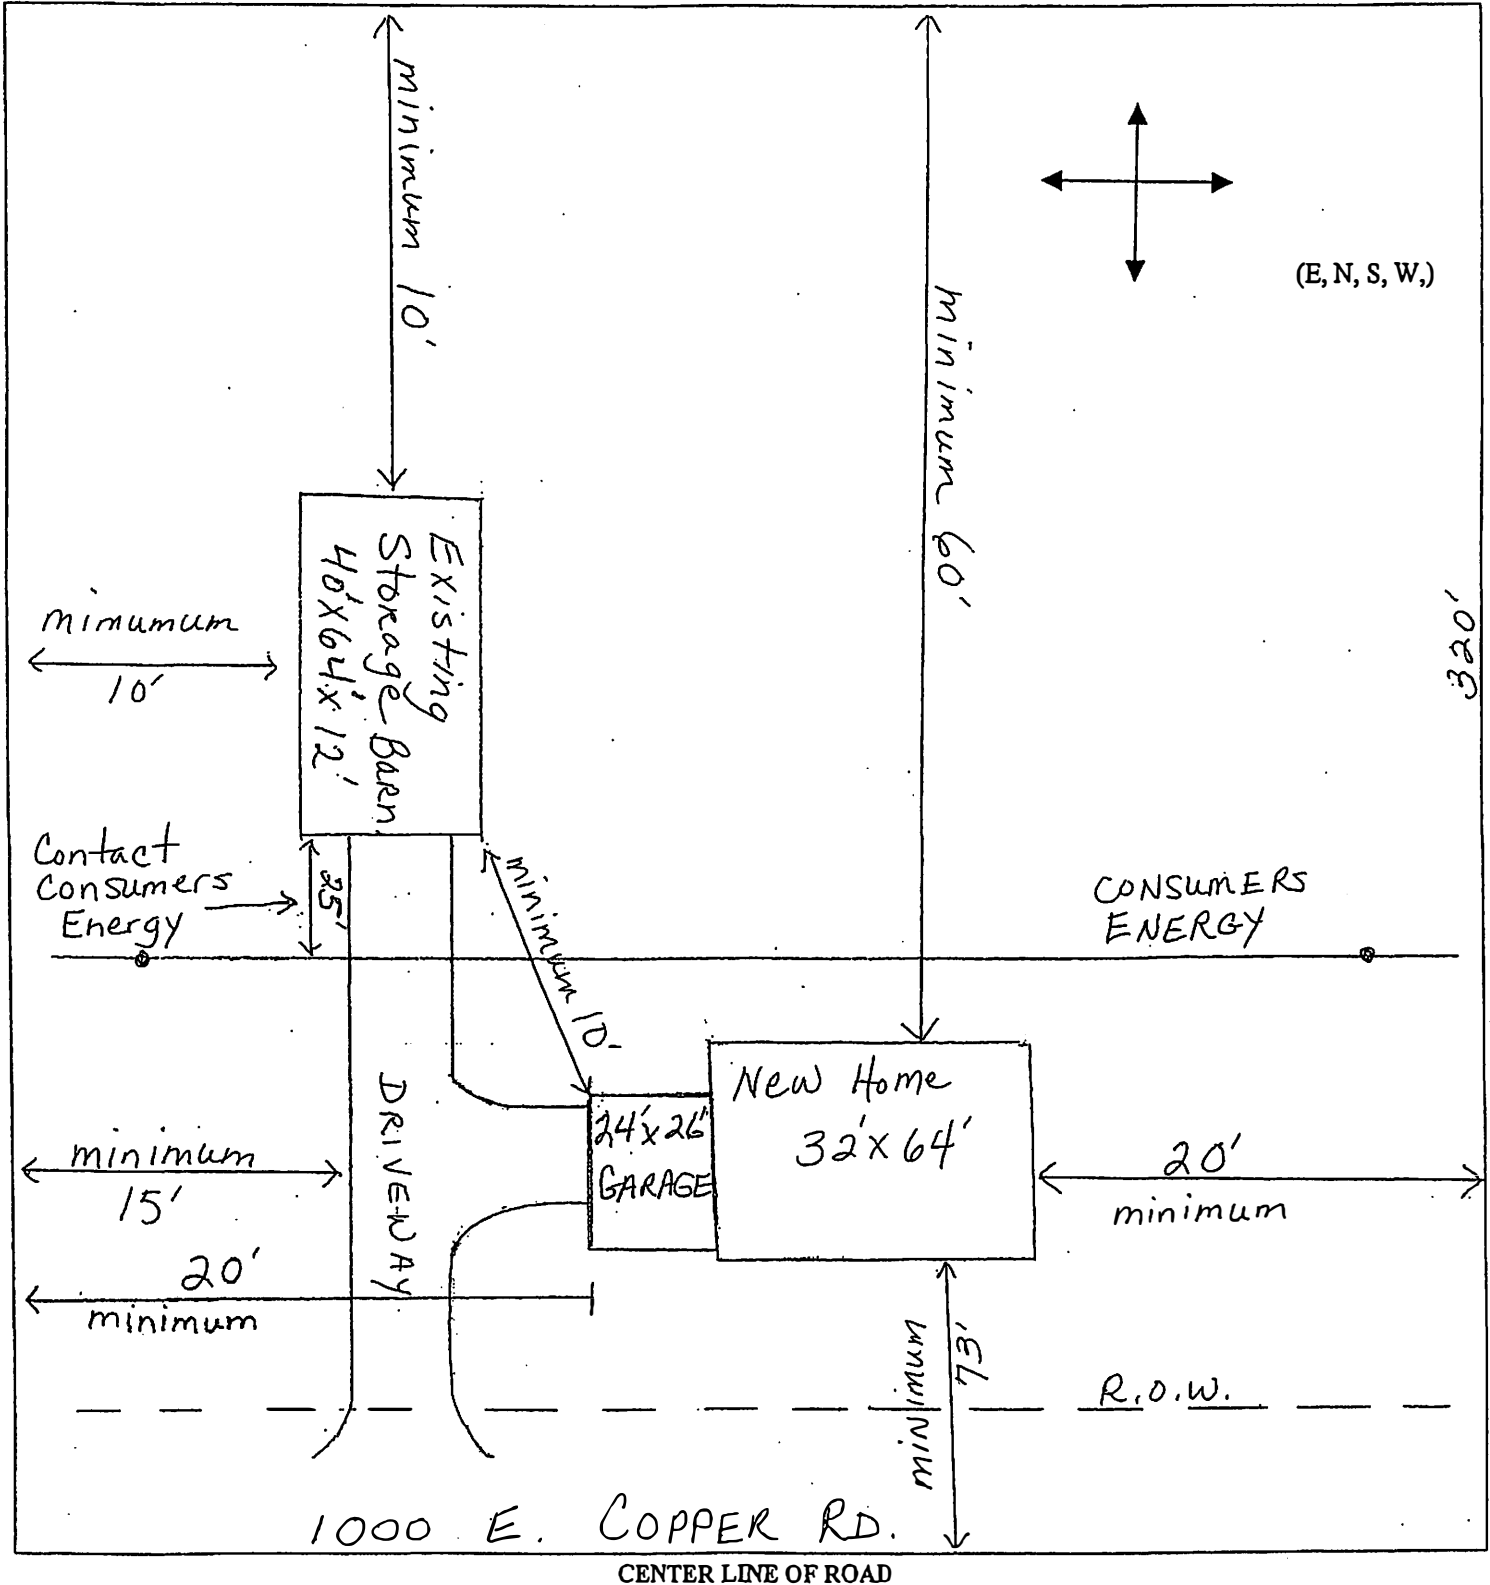 minimum 10'
minimum 60'
(E, N, S, W,)
320'
Existing
Storage Barn
40'x64'x12'
mimumum
10'
Contact
Consumers
Energy
25'
minimum 10-
CONSUMERS
ENERGY
New Home
32'x64'
24'x26'
GARAGE
DRIVEWAY
minimum
15'
20'
minimum
20'
minimum
minimum
73'
R.O.W.
1000 E. COPPER RD.
CENTER LINE OF ROAD